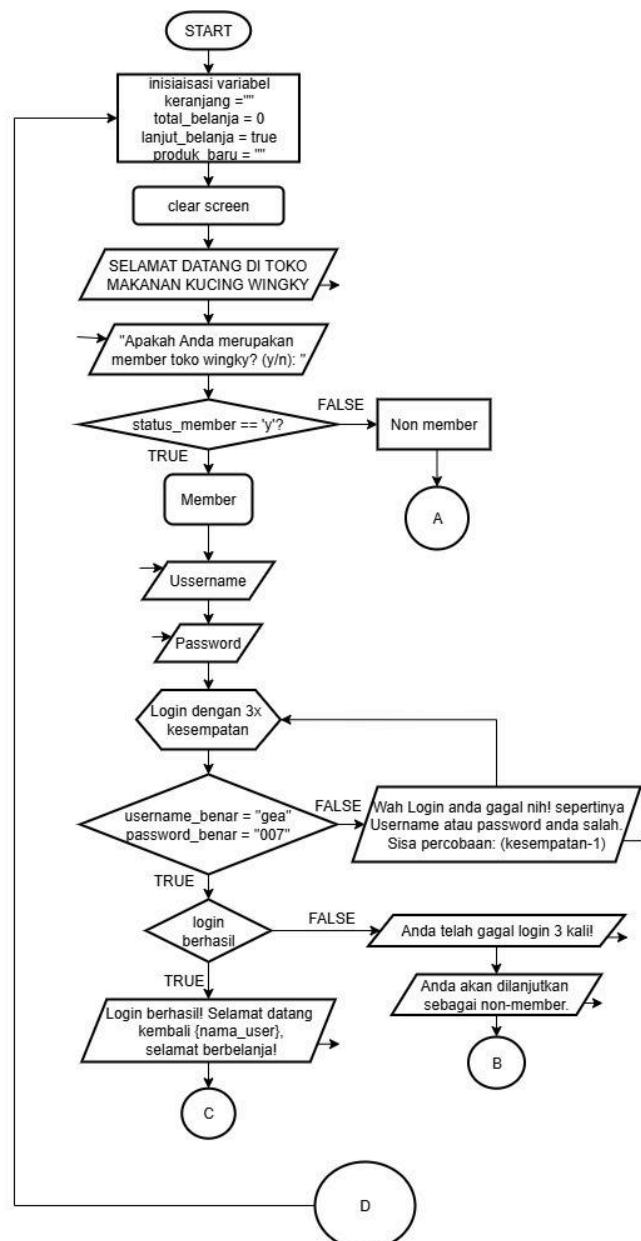 START
inisiaisasi variabel
keranjang =""
total_belanja = 0
lanjut_belanja = true
produk_baru = ""
clear screen
SELAMAT DATANG DI TOKO
MAKANAN KUCING WINGKY
"Apakah Anda merupakan
member toko wingky? (y/n): "
status_member == 'y'?
FALSE
Non member
TRUE
A
Member
Ussername
Password
Login dengan 3x
kesempatan
username_benar = "gea"
password_benar = "007"
FALSE
Wah Login anda gagal nih! sepertinya
Username atau password anda salah.
Sisa percobaan: (kesempatan-1)
TRUE
login
berhasil
FALSE
Anda telah gagal login 3 kali!
TRUE
Anda akan dilanjutkan
sebagai non-member.
Login berhasil! Selamat datang
kembali {nama_user},
selamat berbelanja!
B
C
D